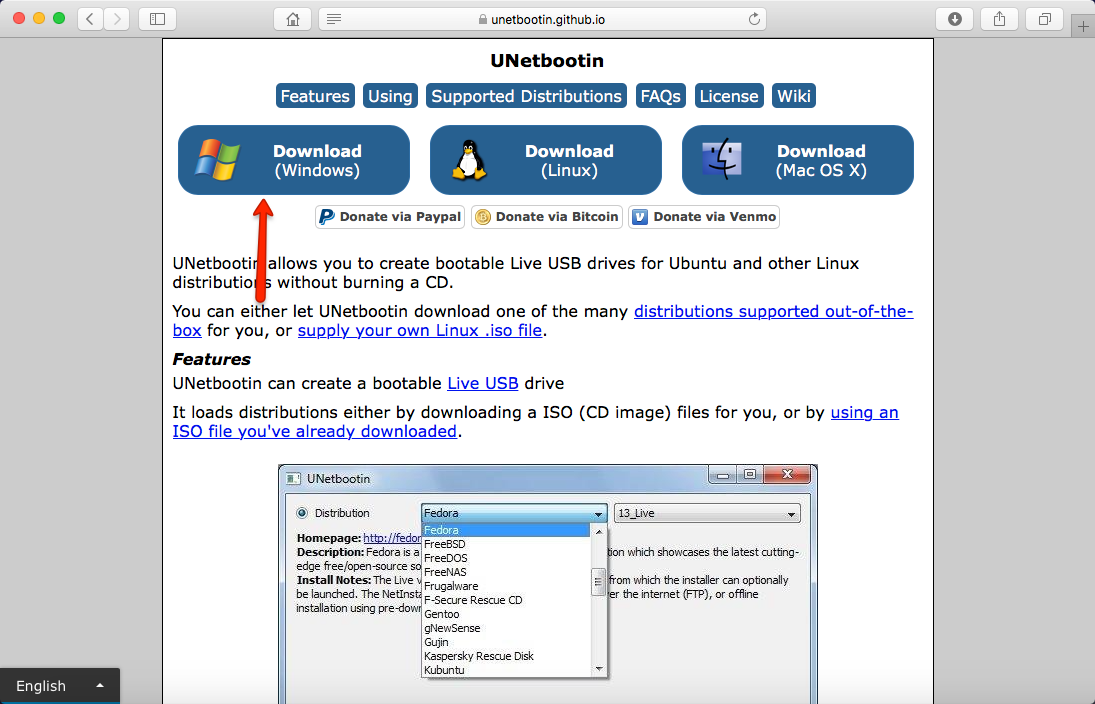 unetbootin.github.io
UNetbootin
Features Using Supported Distributions FAQs License Wiki
Download
(Windows)
Download
(Linux)
Download
(Mac OS X)
Donate via Paypal Donate via Bitcoin Donate via Venmo
UNetbootin allows you to create bootable Live USB drives for Ubuntu and other Linux
distributions without burning a CD.
You can either let UNetbootin download one of the many distributions supported out-of-the-
box for you, or supply your own Linux .iso file.
Features
UNetbootin can create a bootable Live USB drive
It loads distributions either by downloading a ISO (CD image) files for you, or by using an
ISO file you've already downloaded.
UNetbootin
Distribution Fedora 13_Live
Homepage: http://fedor
Description: Fedora is a
edge free/open-source so
Install Notes: The Live v
be launched. The NetInsta
installation using pre-dow
Fedora
FreeBSD
FreeDOS
FreeNAS
Frugalware
F-Secure Rescue CD
Gentoo
gNewSense
Gujin
Kaspersky Rescue Disk
Kubuntu
ion which showcases the latest cutting-
from which the installer can optionally
er the internet (FTP), or offline
English